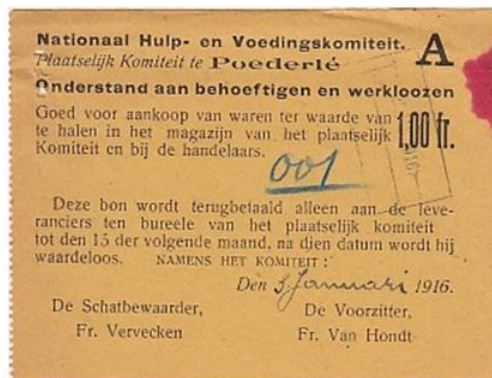 Nationaal Hulp- en Voedingskomiteit. A
Plaatselijk Komiteit te Poederlé
Onderstand aan behoeftigen en werkloozen
Goed voor aankoop van waren ter waarde van
te halen in het magazijn van het plaatselijk 1,00 fr.
Komiteit en bij de handelaars.
001
Deze bon wordt terugbetaald alleen aan de leve-
ranciers ten bureele van het plaatselijk komiteit
tot den 15 der volgende maand, na dien datum wordt hij
waardeloos. NAMENS HET KOMITEIT :
Den 3 Januari 1916.
De Schatbewaarder, De Voorzitter,
Fr. Vervecken Fr. Van Hondt